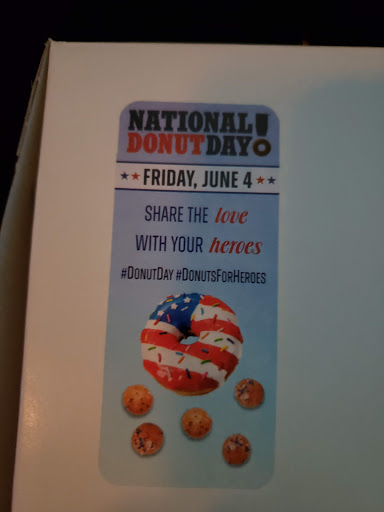 NATIONAL!
DONUT DAY
FRIDAY, JUNE 4
SHARE THE love
WITH YOUR heroes
#DONUTDAY #DONUTSFORHEROES